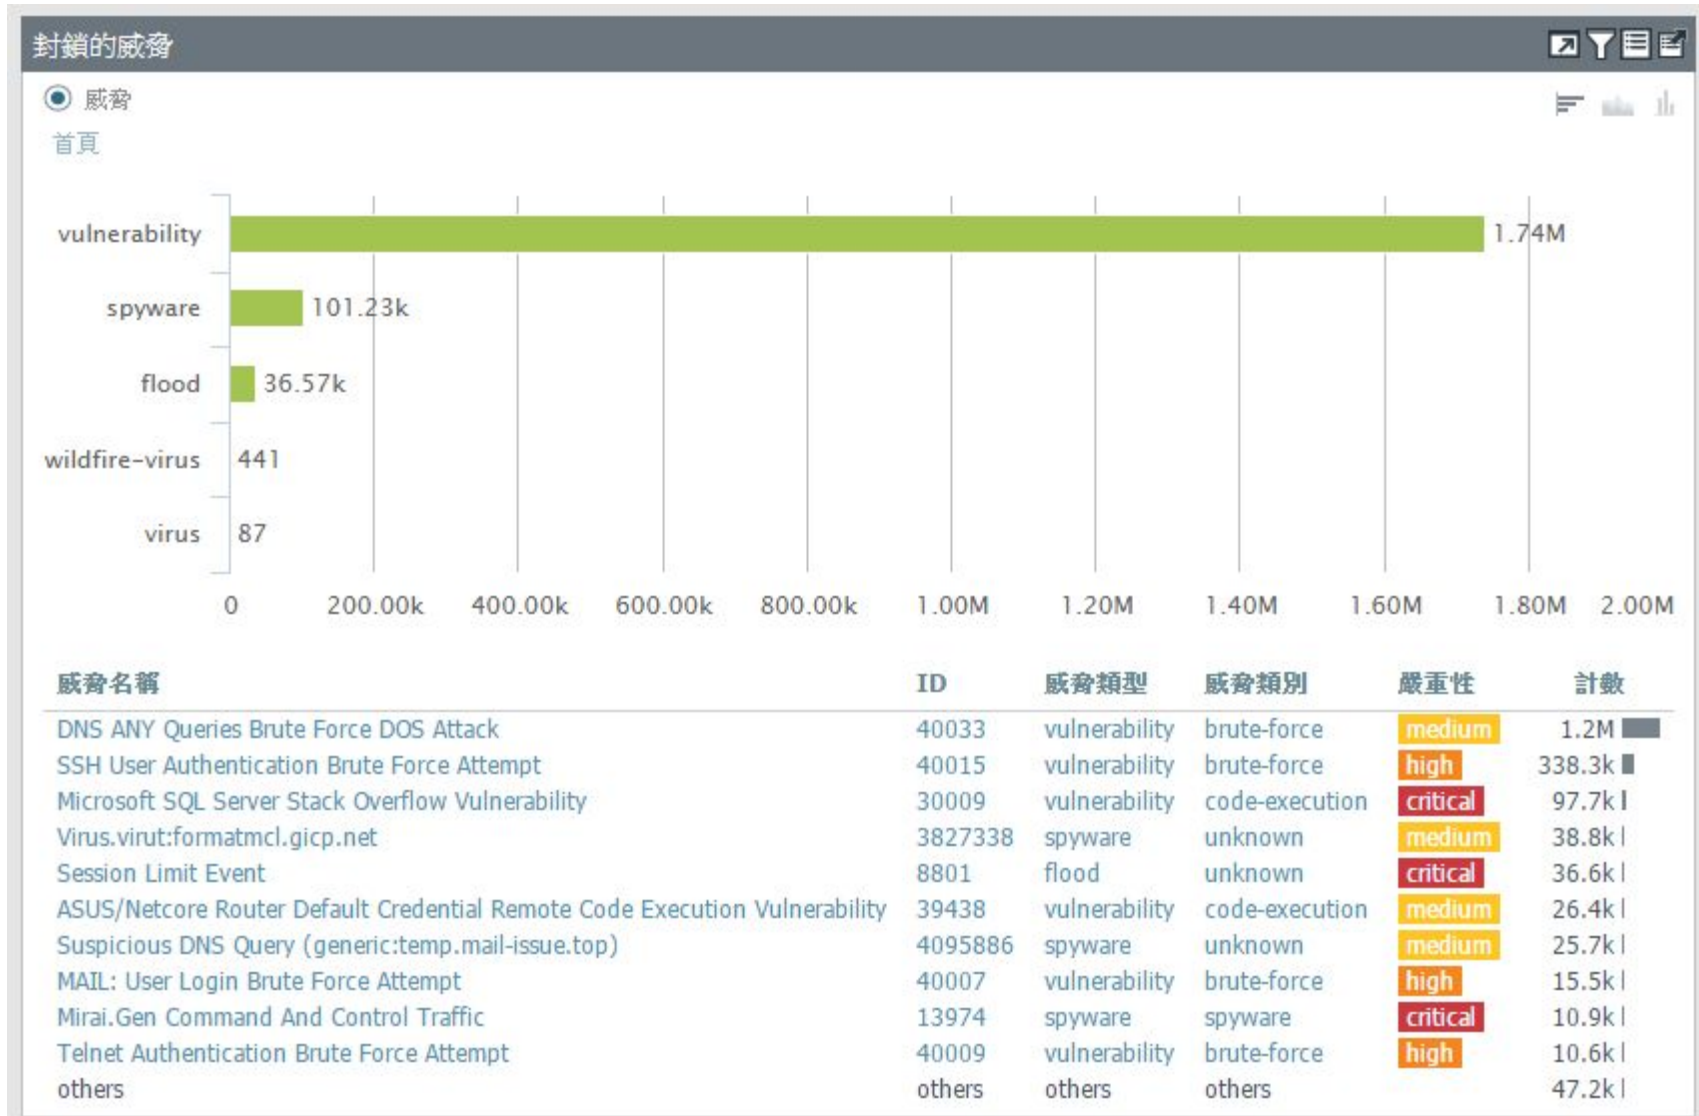 封鎖的威脅
威脅
首頁
vulnerability 1.74M
spyware 101.23k
flood 36.57k
wildfire-virus 441
virus 87
0 200.00k 400.00k 600.00k 800.00k 1.00M 1.20M 1.40M 1.60M 1.80M 2.00M
威脅名稱 ID 威脅類型 威脅類別 嚴重性 計數
DNS ANY Queries Brute Force DOS Attack 40033 vulnerability brute-force medium 1.2M
SSH User Authentication Brute Force Attempt 40015 vulnerability brute-force high 338.3k
Microsoft SQL Server Stack Overflow Vulnerability 30009 vulnerability code-execution critical 97.7k
Virus.virut:formatmcl.gicp.net 3827338 spyware unknown medium 38.8k
Session Limit Event 8801 flood unknown critical 36.6k
ASUS/Netcore Router Default Credential Remote Code Execution Vulnerability 39438 vulnerability code-execution medium 26.4k
Suspicious DNS Query (generic:temp.mail-issue.top) 4095886 spyware unknown medium 25.7k
MAIL: User Login Brute Force Attempt 40007 vulnerability brute-force high 15.5k
Mirai.Gen Command And Control Traffic 13974 spyware spyware critical 10.9k
Telnet Authentication Brute Force Attempt 40009 vulnerability brute-force high 10.6k
others others others others 47.2k